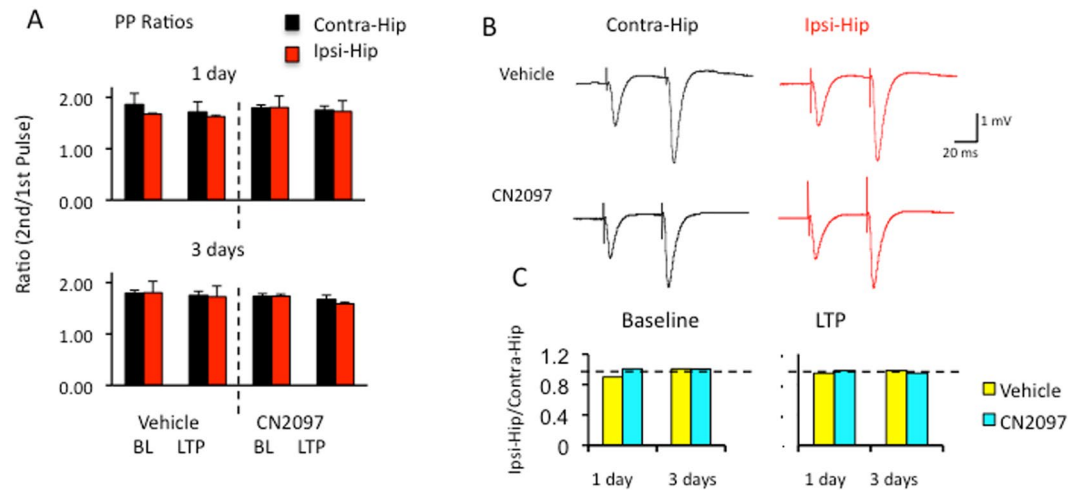 A
PP Ratios
Contra-Hip
Ipsi-Hip
1 day
2.00
1.00
0.00
3 days
2.00
1.00
0.00
Ratio (2nd/1st Pulse)
Vehicle
CN2097
BL LTP BL LTP
B
Contra-Hip Ipsi-Hip
Vehicle
1 mV
20 ms
CN2097
C
Baseline LTP
Ipsi-Hip/Contra-Hip
1.2
0.8
0.4
0
1 day 3 days 1 day 3 days
Vehicle
CN2097